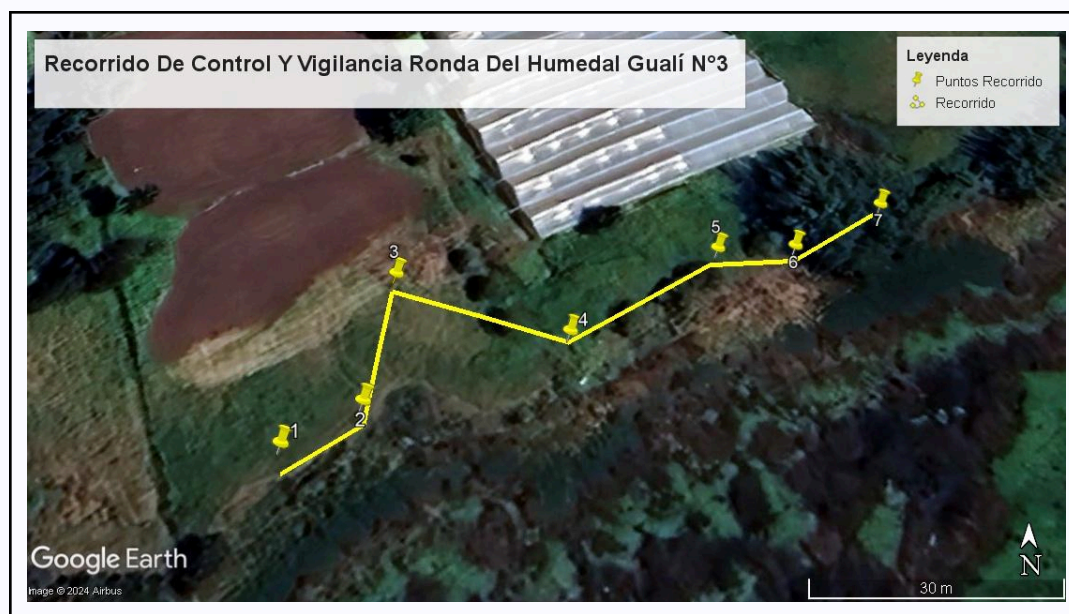 Recorrido De Control Y Vigilancia Ronda Del Humedal Gualí N°3
Leyenda
Puntos Recorrido
Recorrido
1
2
3
4
5
6
7
Google Earth
Image © 2024 Airbus
N
30 m